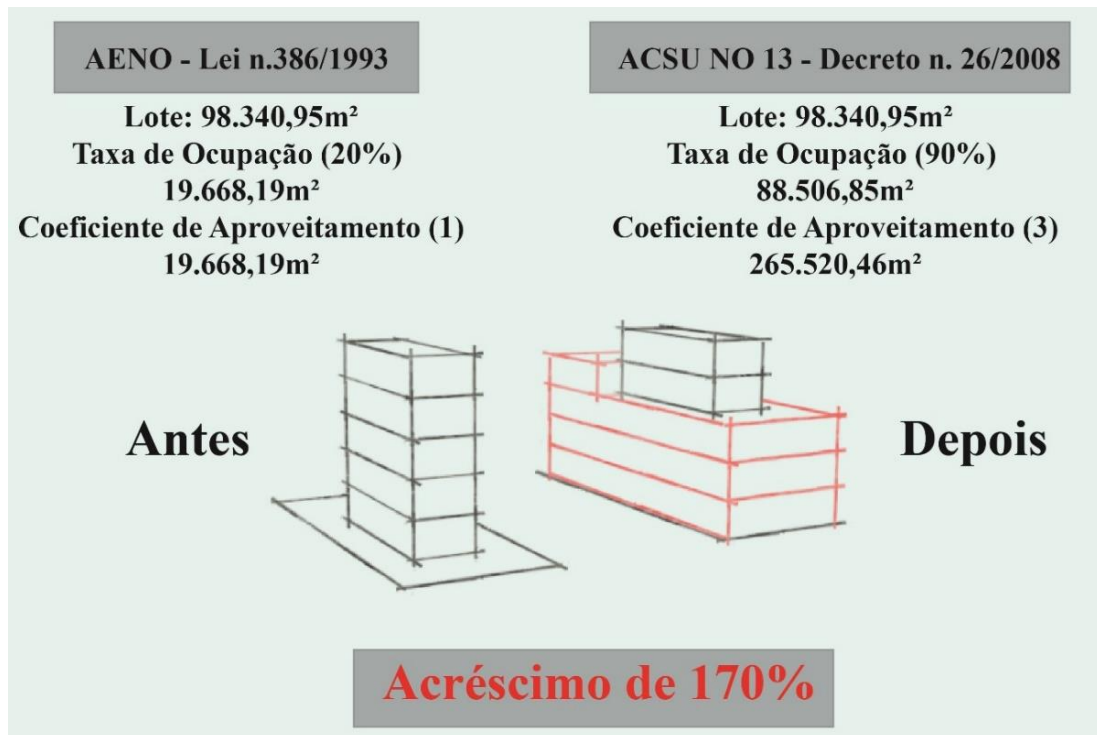 AENO - Lei n.386/1993
Lote: 98.340,95m²
Taxa de Ocupação (20%)
19.668,19m²
Coeficiente de Aproveitamento (1)
19.668,19m²
ACSU NO 13 - Decreto n. 26/2008
Lote: 98.340,95m²
Taxa de Ocupação (90%)
88.506,85m²
Coeficiente de Aproveitamento (3)
265.520,46m²
Antes
Depois
Acréscimo de 170%